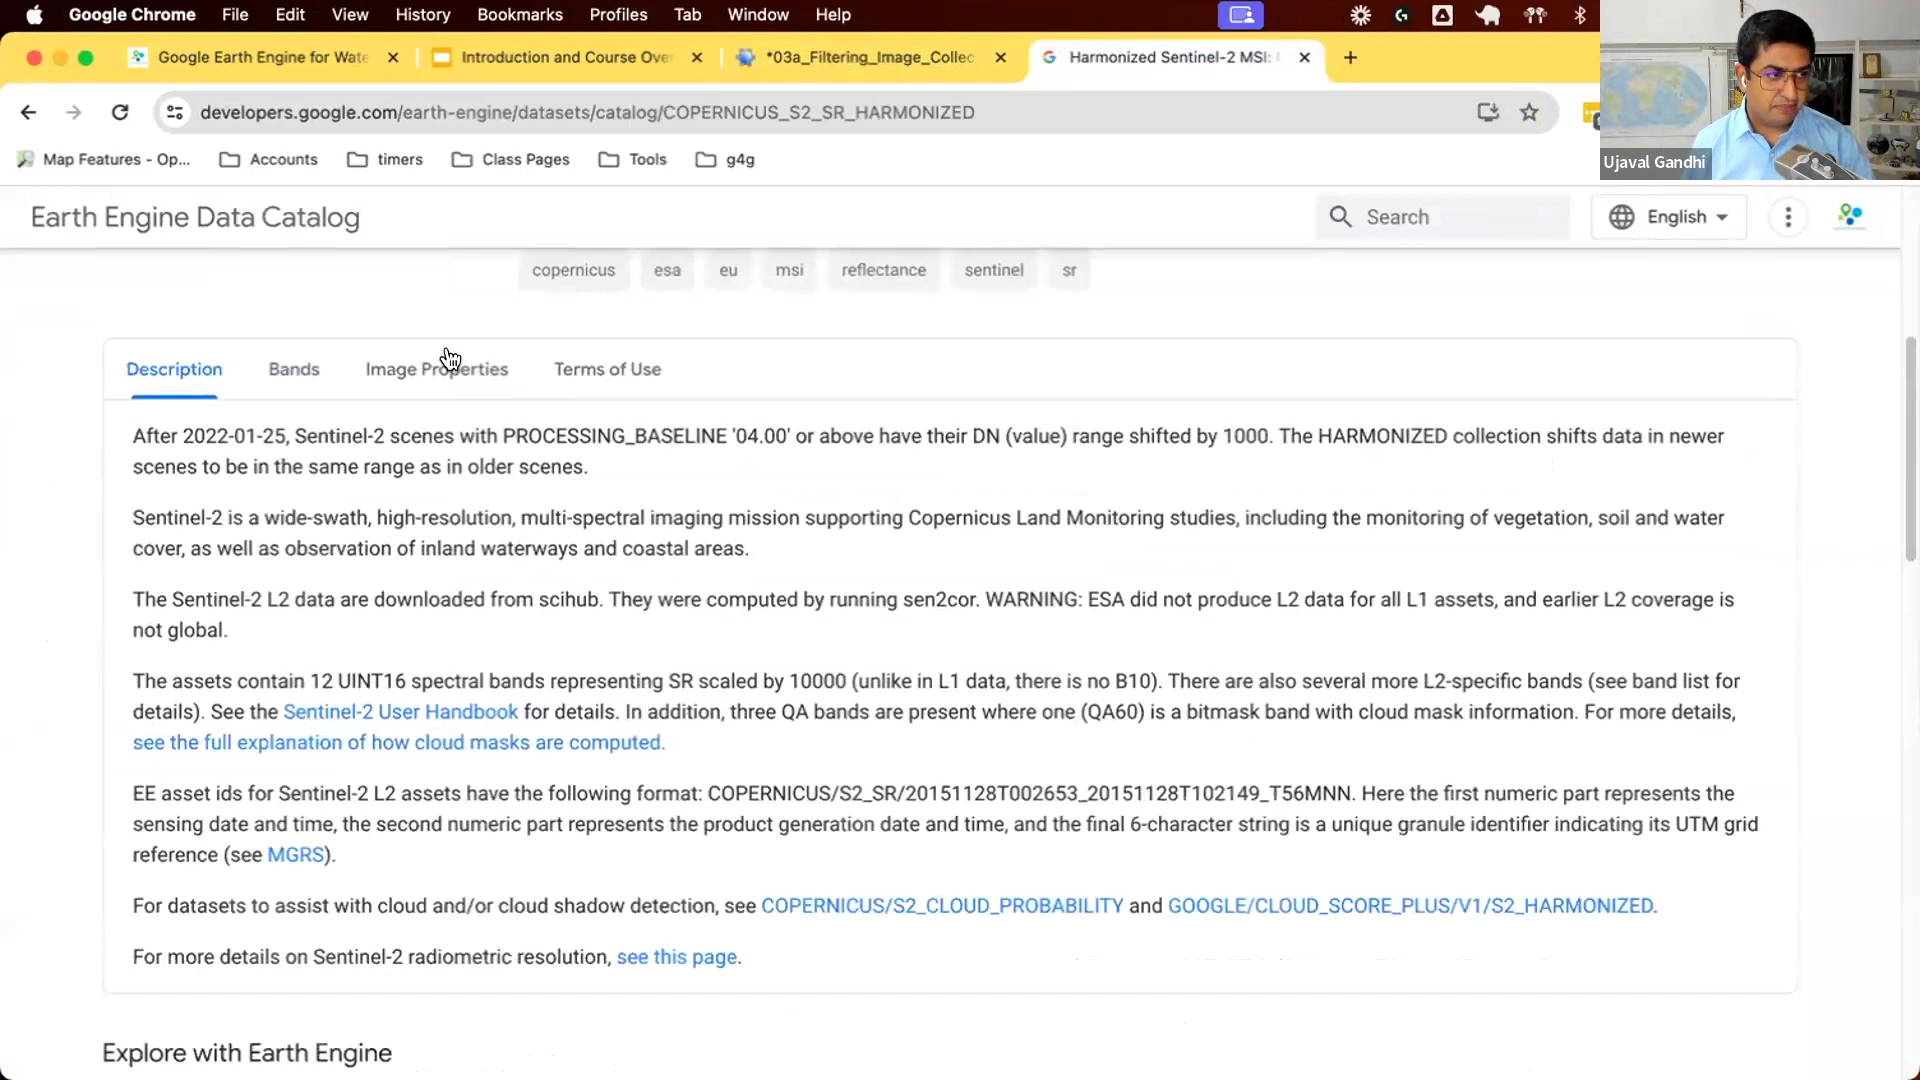 Google Chrome File Edit View History Bookmarks Profiles Tab Window Help
Google Earth Engine for Wate
Introduction and Course Over
*03a_Filtering_Image_Collec
Harmonized Sentinel-2 MSI:
developers.google.com/earth-engine/datasets/catalog/COPERNICUS_S2_SR_HARMONIZED
Map Features - Op... Accounts timers Class Pages Tools g4g
Ujaval Gandhi
Earth Engine Data Catalog
Search
English
copernicus esa eu msi reflectance sentinel sr
Description Bands Image Properties Terms of Use
After 2022-01-25, Sentinel-2 scenes with PROCESSING_BASELINE '04.00' or above have their DN (value) range shifted by 1000. The HARMONIZED collection shifts data in newer
scenes to be in the same range as in older scenes.
Sentinel-2 is a wide-swath, high-resolution, multi-spectral imaging mission supporting Copernicus Land Monitoring studies, including the monitoring of vegetation, soil and water
cover, as well as observation of inland waterways and coastal areas.
The Sentinel-2 L2 data are downloaded from scihub. They were computed by running sen2cor. WARNING: ESA did not produce L2 data for all L1 assets, and earlier L2 coverage is
not global.
The assets contain 12 UINT16 spectral bands representing SR scaled by 10000 (unlike in L1 data, there is no B10). There are also several more L2-specific bands (see band list for
details). See the Sentinel-2 User Handbook for details. In addition, three QA bands are present where one (QA60) is a bitmask band with cloud mask information. For more details,
see the full explanation of how cloud masks are computed.
EE asset ids for Sentinel-2 L2 assets have the following format: COPERNICUS/S2_SR/20151128T002653_20151128T102149_T56MNN. Here the first numeric part represents the
sensing date and time, the second numeric part represents the product generation date and time, and the final 6-character string is a unique granule identifier indicating its UTM grid
reference (see MGRS).
For datasets to assist with cloud and/or cloud shadow detection, see COPERNICUS/S2_CLOUD_PROBABILITY and GOOGLE/CLOUD_SCORE_PLUS/V1/S2_HARMONIZED.
For more details on Sentinel-2 radiometric resolution, see this page.
Explore with Earth Engine